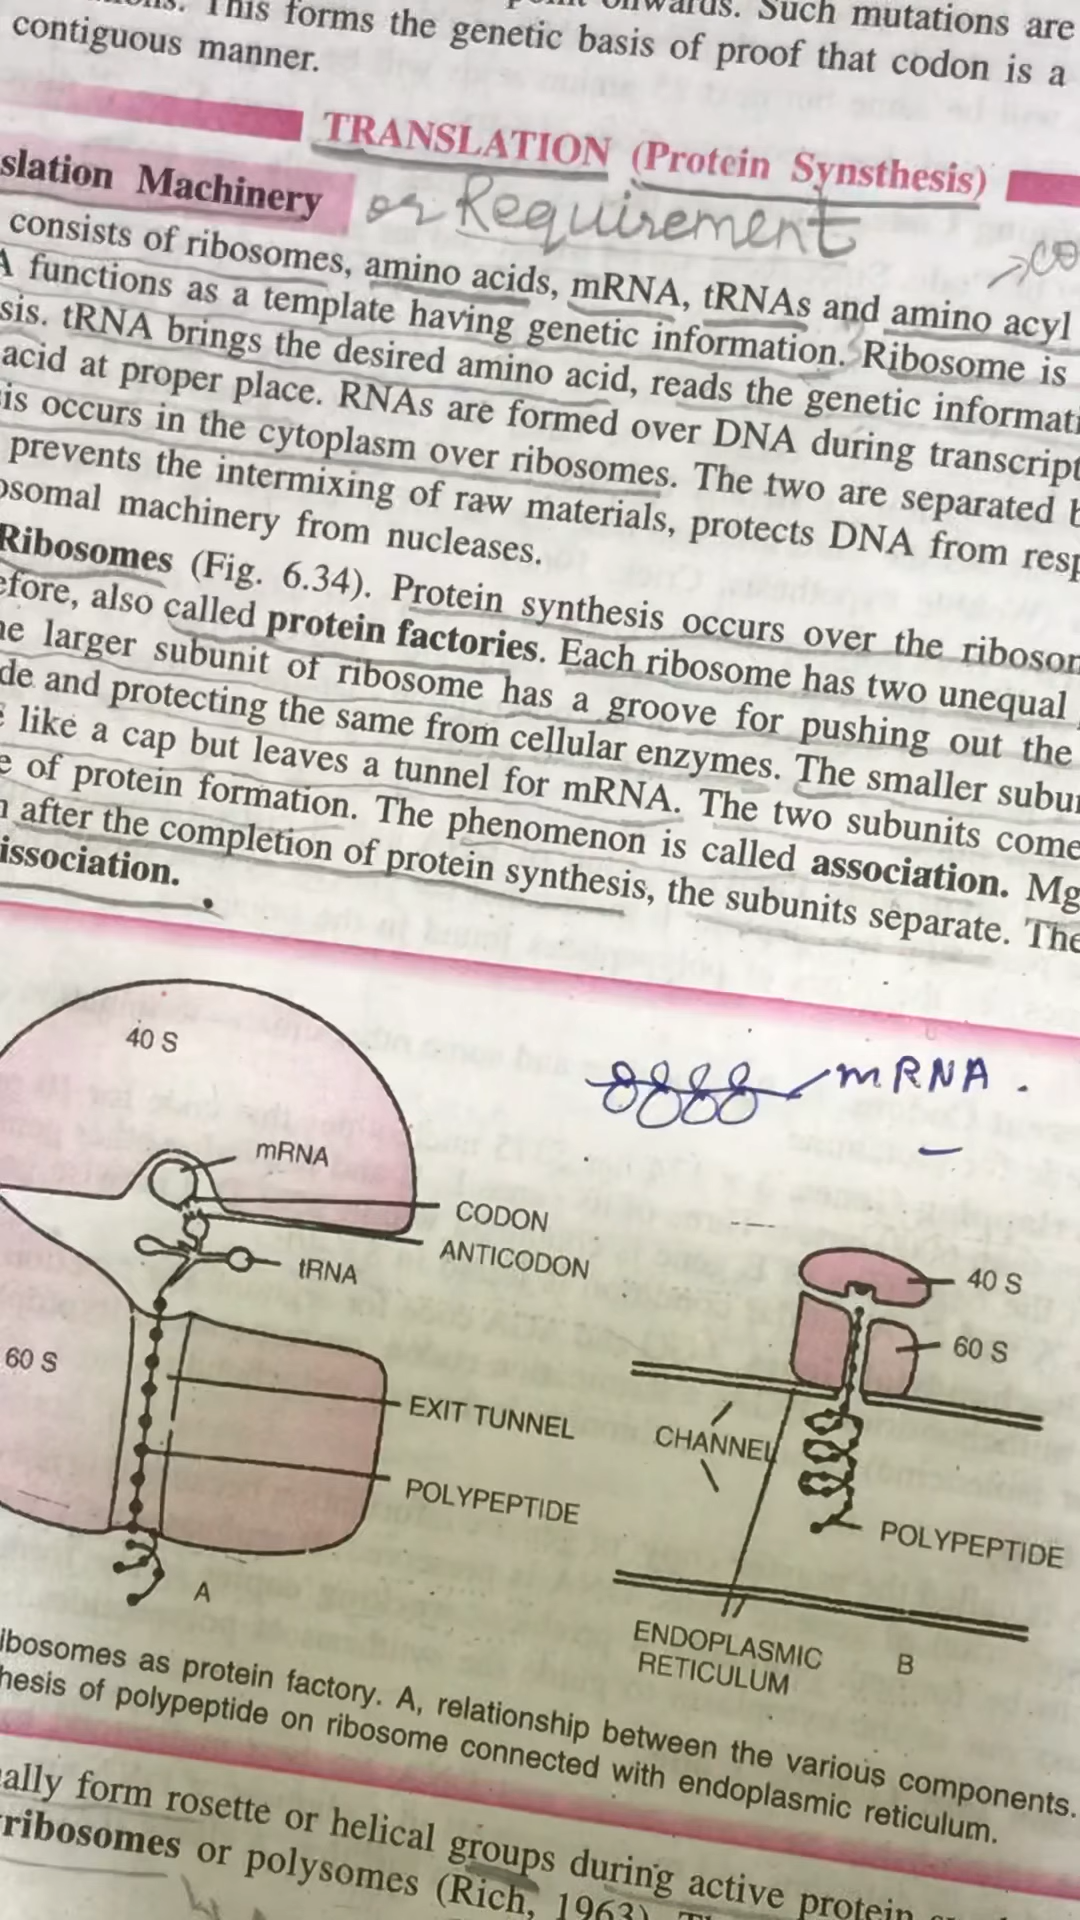 . This forms the genetic basis of proof that codon is a
onwards. Such mutations are
contiguous manner.
TRANSLATION (Protein Synsthesis)
slation Machinery or Requirement
consists of ribosomes, amino acids, mRNA, tRNAs and amino acyl
A functions as a template having genetic information. Ribosome is
sis. tRNA brings the desired amino acid, reads the genetic informati
acid at proper place. RNAs are formed over DNA during transcript
is occurs in the cytoplasm over ribosomes. The two are separated b
prevents the intermixing of raw materials, protects DNA from resp
osomal machinery from nucleases.
Ribosomes (Fig. 6.34). Protein synthesis occurs over the riboson
efore, also called protein factories. Each ribosome has two unequal
ne larger subunit of ribosome has a groove for pushing out the
de and protecting the same from cellular enzymes. The smaller subu
like a cap but leaves a tunnel for mRNA. The two subunits come
e of protein formation. The phenomenon is called association. Mg
n after the completion of protein synthesis, the subunits separate. The
issociation.
40 S
mRNA.
mRNA
CODON
ANTICODON
tRNA
40 S
60 S
60 S
EXIT TUNNEL
CHANNEL
POLYPEPTIDE
POLYPEPTIDE
A
ENDOPLASMIC
RETICULUM
B
ibosomes as protein factory. A, relationship between the various components.
hesis of polypeptide on ribosome connected with endoplasmic reticulum.
ally form rosette or helical groups during active protein
ribosomes or polysomes (Rich, 1963).